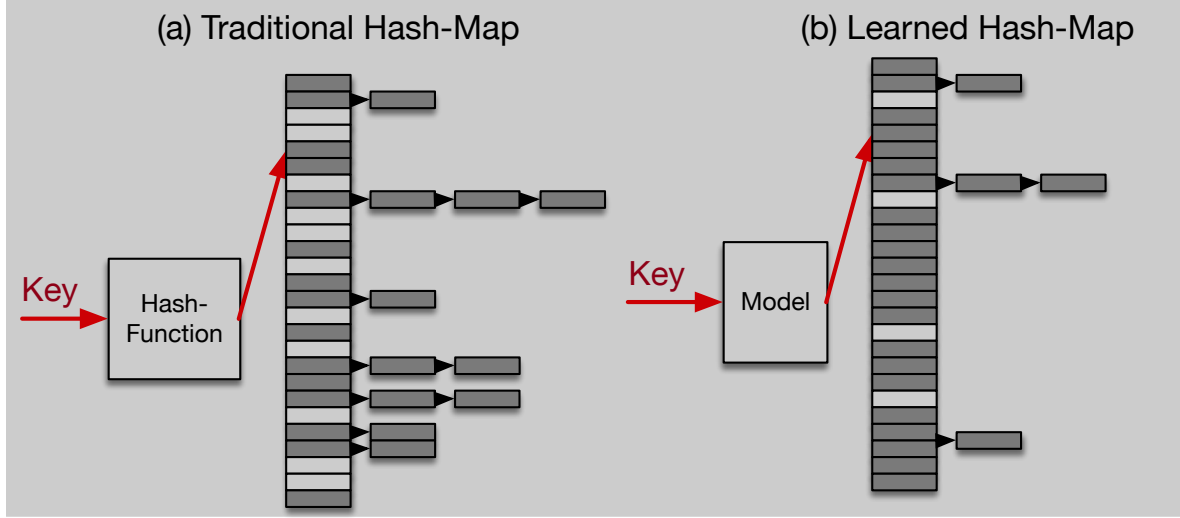 (a) Traditional Hash-Map
(b) Learned Hash-Map
Key
Hash-
Function
Key
Model